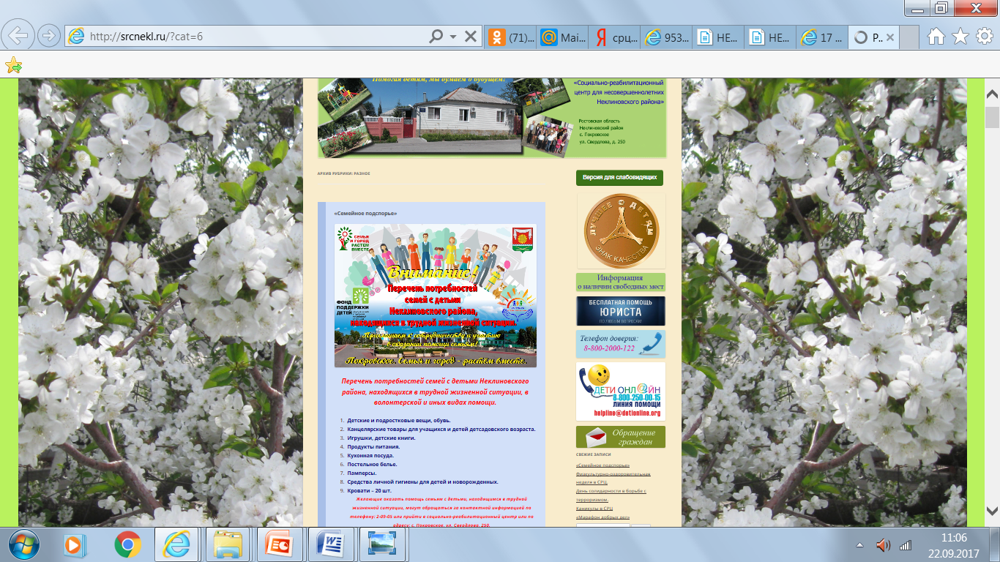 http://srcnekl.ru/?cat=6
(71)...
Mai...
срц...
953...
НЕ...
НЕ...
17 ...
Р...
Помогая детям, мы думаем о будущем!
«Социально-реабилитационный
центр для несовершеннолетних
Неклиновского района»
Ростовская область
Неклиновский район
с. Покровское
ул. Свердлова, д. 250
АРХИВ РУБРИКИ: РАЗНОЕ
«Семейное подспорье»
СЕМЬЯ
И ГОРОД
РАСТЕМ
ВМЕСТЕ
Внимание!
Перечень потребностей
семей с детьми
Неклиновского района,
находящихся в трудной жизненной ситуации.
ФОНД
ПОДДЕРЖКИ
ДЕТЕЙ
Приглашаем к сотрудничеству и участию
в оказании помощи семьям!
Покровское. Семья и город - растём вместе.
Перечень потребностей семей с детьми Неклиновского
района, находящихся в трудной жизненной ситуации, в
волонтерской и иных видах помощи.
1. Детские и подростковые вещи, обувь.
2. Канцелярские товары для учащихся и детей детсадовского возраста.
3. Игрушки, детские книги.
4. Продукты питания.
5. Кухонная посуда.
6. Постельное белье.
7. Памперсы.
8. Средства личной гигиены для детей и новорожденных.
9. Кровати – 20 шт.
Желающие оказать помощь семьям с детьми, находящимся в трудной
жизненной ситуации, могут обращаться за контактной информацией по
телефону: 2-09-05 или прийти в социально-реабилитационный центр или по
адресу: с. Покровское, ул. Свердлова, 250.
Версия для слабовидящих
ЛУЧШЕЕ ДЕТЯМ
ЗНАК КАЧЕСТВА
Информация
о наличии свободных мест
БЕСПЛАТНАЯ ПОМОЩЬ
ЮРИСТА
ПО ЛЮБЫМ ВОПРОСАМ
Телефон доверия:
8-800-2000-122
ДЕТИ ОНЛ@ЙН
8-800-250-00-15
ЛИНИЯ ПОМОЩИ
helpline@detionline.org
Обращение
граждан
СВЕЖИЕ ЗАПИСИ
«Семейное подспорье»
Физкультурно-оздоровительная
неделя в СРЦ.
День солидарности в борьбе с
терроризмом.
Каникулы в СРЦ
«Марафон добрых дел»
11:06
22.09.2017